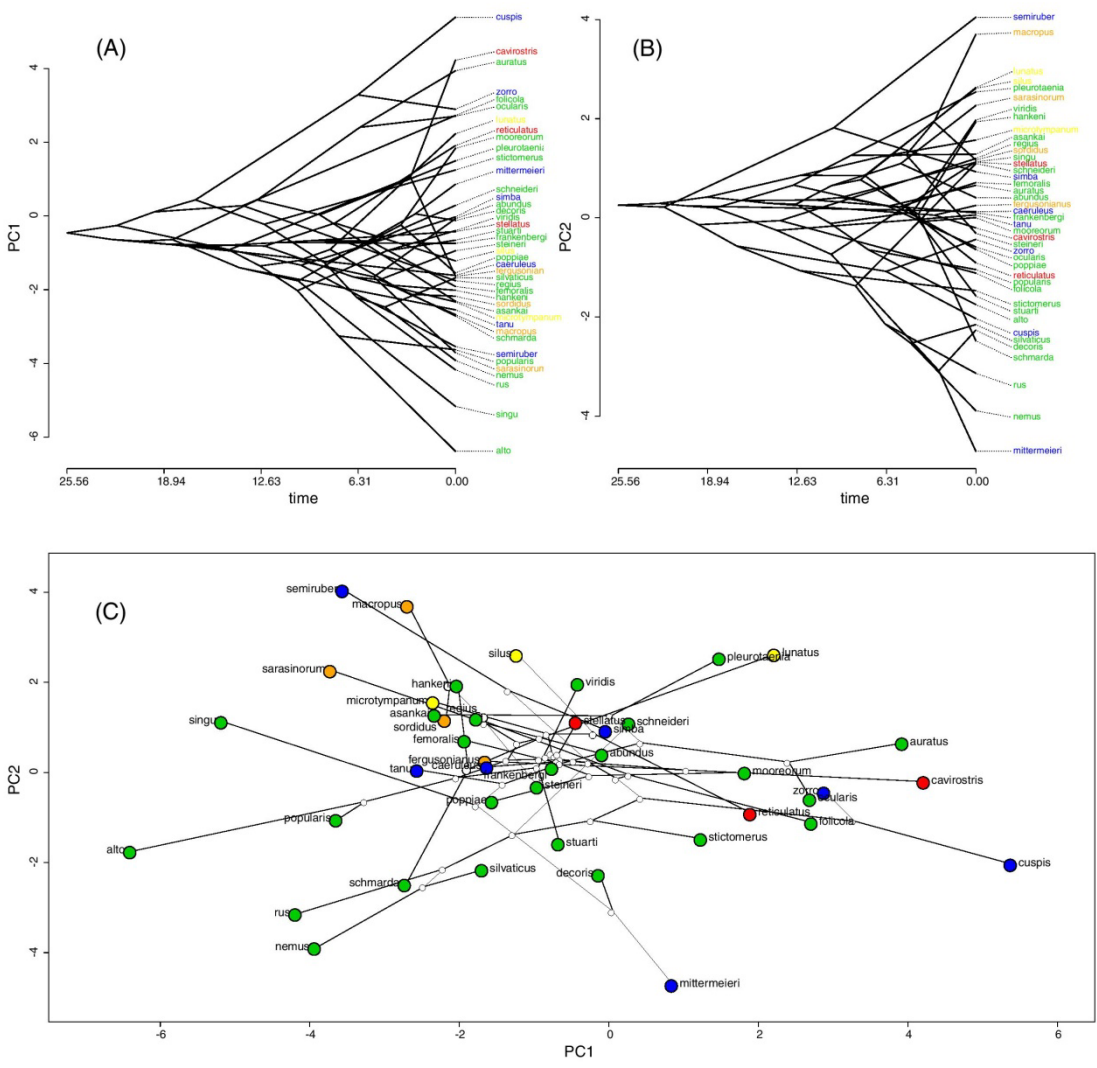 (A)
PC1
4
2
0
-2
-4
-6
25.56 18.94 12.63 6.31 0.00
time
cuspis
cavirostris
auratus
zorro
folicola
ocularis
lunatus
reticulatus
mooreorum
pleurotaenia
stictomerus
mittermeieri
schneideri
simba
abundus
decoris
viridis
stellatus
stuarti
frankenbergi
steineri
poppiae
caeruleus
fergusonian
silvaticus
regius
femoralis
hankeni
sordidus
asankai
microtympanum
tanu
macropus
schmarda
semiruber
popularis
sarasinorun
nemus
rus
singu
alto
(B)
PC2
4
2
0
-2
-4
25.56 18.94 12.63 6.31 0.00
time
semiruber
macropus
lunatus
silus
pleurotaenia
sarasinorum
viridis
hankeni
microtympanum
asankai
regius
sordidus
singu
stellatus
schneideri
simba
femoralis
auratus
abundus
fergusonianus
caeruleus
frankenbergi
tanu
mooreorum
cavirostris
steineri
zorro
ocularis
poppiae
reticulatus
popularis
folicola
stictomerus
stuarti
alto
cuspis
silvaticus
decoris
schmarda
rus
nemus
mittermeieri
(C)
PC2
4
2
0
-2
-4
semiruber
macropus
silus
pleurotaenia
lunatus
sarasinorum
hankeni
viridis
microtympanum
regius
asankai
sordidus
singu
stellatus
schneideri
simba
femoralis
auratus
abundus
fergusonianus
caeruleus
tanu
frankenbergi
mooreorum
cavirostris
steineri
zorro
ocularis
poppiae
reticulatus
popularis
folicola
stictomerus
stuarti
alto
cuspis
silvaticus
decoris
schmarda
rus
nemus
mittermeieri
-6 -4 -2 0 2 4 6
PC1